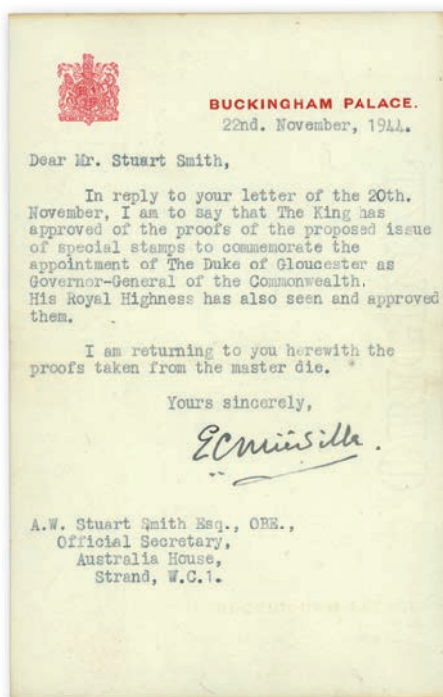 BUCKINGHAM PALACE.
22nd. November, 1944.
Dear Mr. Stuart Smith,
In reply to your letter of the 20th.
November, I am to say that The King has
approved of the proofs of the proposed issue
of special stamps to commemorate the
appointment of The Duke of Gloucester as
Governor-General of the Commonwealth.
His Royal Highness has also seen and approved
them.
I am returning to you herewith the
proofs taken from the master die.
Yours sincerely,
A.W. Stuart Smith Esq., OBE.,
Official Secretary,
Australia House,
Strand, W.C.1.